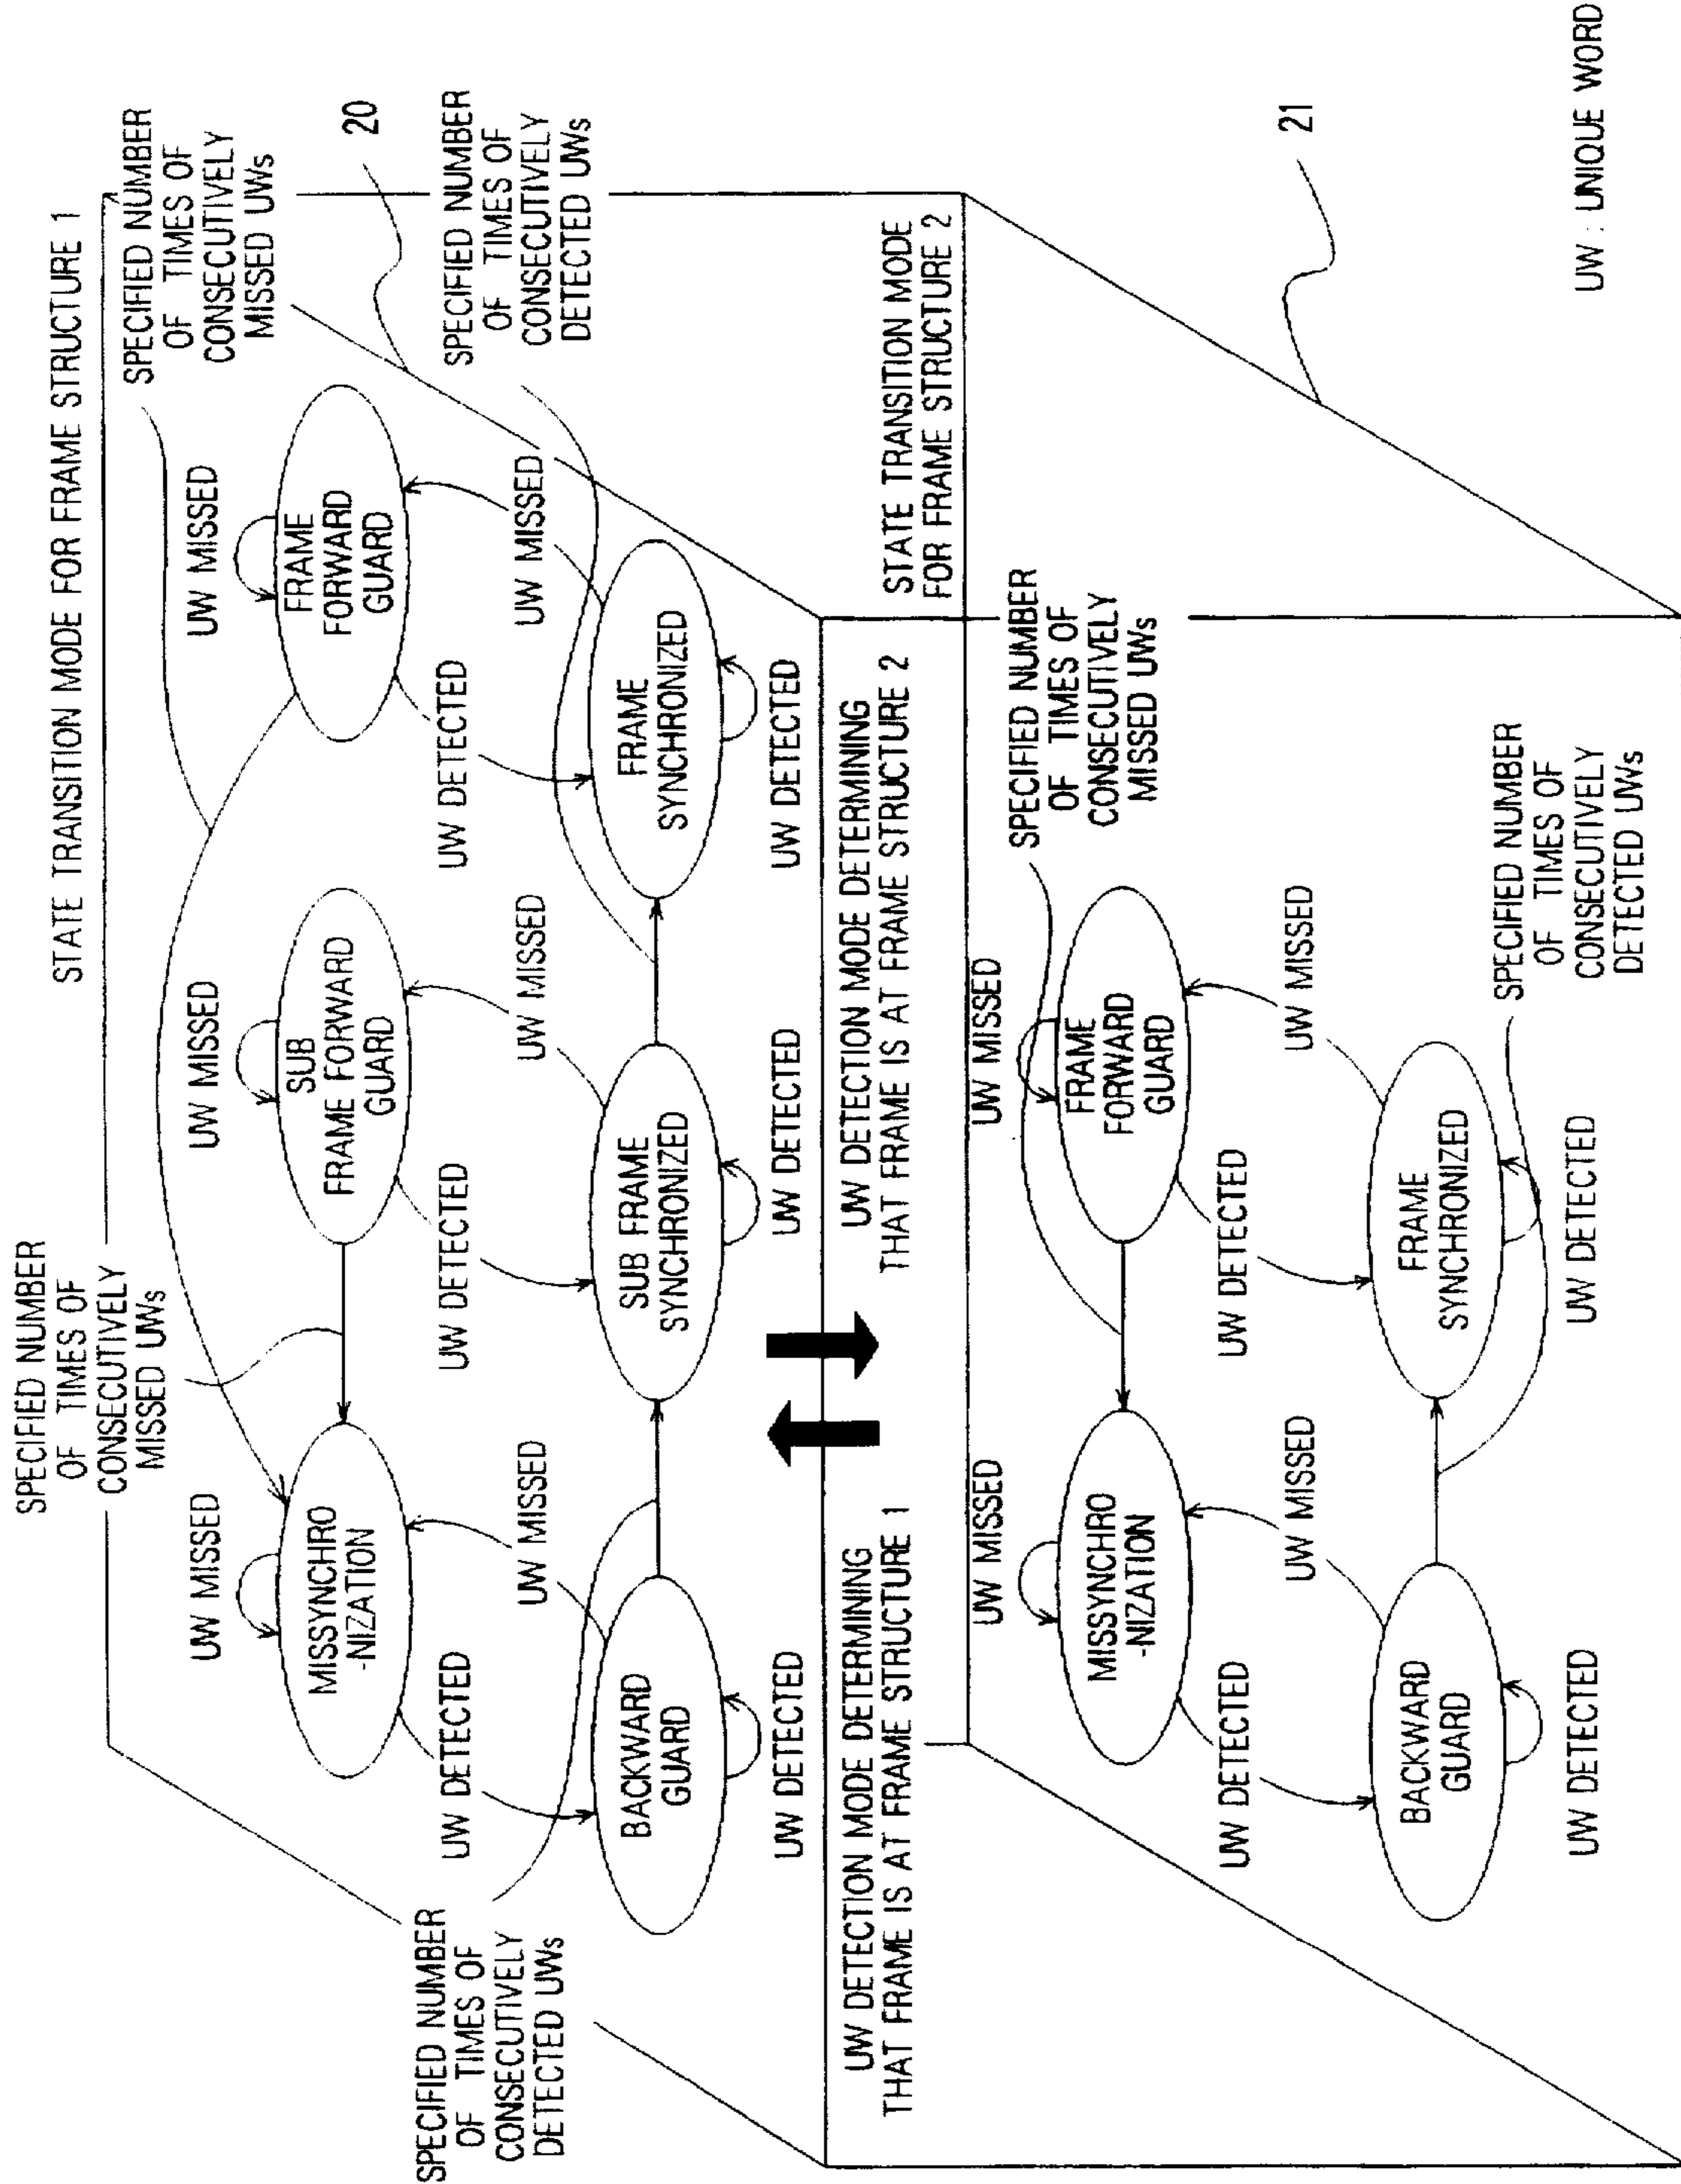 STATE TRANSITION MODE FOR FRAME STRUCTURE 1
SPECIFIED NUMBER
OF TIMES OF
CONSECUTIVELY
MISSED UWs
SPECIFIED NUMBER
OF TIMES OF
CONSECUTIVELY
MISSED UWs
20
UW MISSED
UW MISSED
UW MISSED
MISSYNCHRO
-NIZATION
SUB
FRAME FORWARD
GUARD
FRAME
FORWARD
GUARD
SPECIFIED NUMBER
OF TIMES OF
CONSECUTIVELY
DETECTED UWs
UW DETECTED
UW MISSED
UW DETECTED
UW MISSED
UW DETECTED
UW MISSED
SPECIFIED NUMBER
OF TIMES OF
CONSECUTIVELY
DETECTED UWs
BACKWARD
GUARD
SUB FRAME
SYNCHRONIZED
FRAME
SYNCHRONIZED
UW DETECTED
UW DETECTED
UW DETECTED
UW DETECTION MODE DETERMINING
THAT FRAME IS AT FRAME STRUCTURE 1
UW DETECTION MODE DETERMINING
THAT FRAME IS AT FRAME STRUCTURE 2
STATE TRANSITION MODE
FOR FRAME STRUCTURE 2
UW MISSED
UW MISSED
SPECIFIED NUMBER
OF TIMES OF
CONSECUTIVELY
MISSED UWs
MISSYNCHRO
-NIZATION
FRAME
FORWARD
GUARD
21
UW DETECTED
UW MISSED
UW DETECTED
UW MISSED
BACKWARD
GUARD
FRAME
SYNCHRONIZED
SPECIFIED NUMBER
OF TIMES OF
CONSECUTIVELY
DETECTED UWs
UW DETECTED
UW DETECTED
UW : UNIQUE WORD